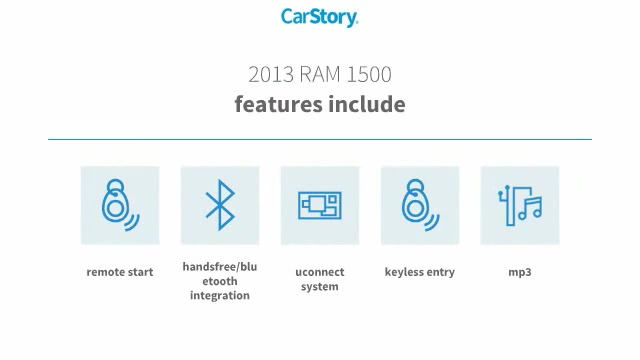 CarStory
2013 RAM 1500
features include
remote start
handsfree/blu
etooth
integration
uconnect
system
keyless entry
mp3